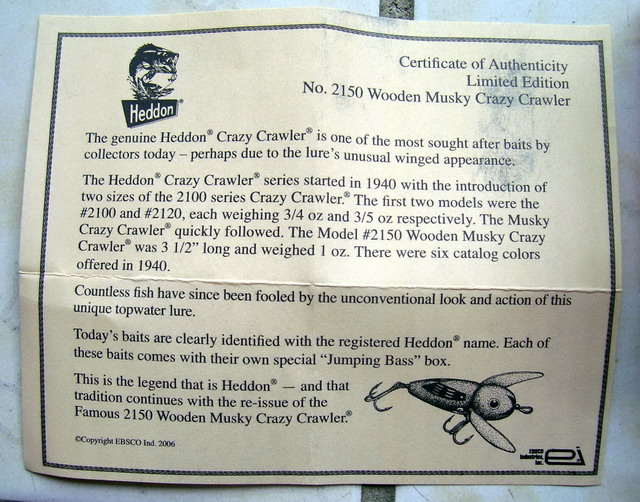 Heddon®
Certificate of Authenticity
Limited Edition
No. 2150 Wooden Musky Crazy Crawler
The genuine Heddon® Crazy Crawler® is one of the most sought after baits by
collectors today – perhaps due to the lure's unusual winged appearance.
The Heddon® Crazy Crawler® series started in 1940 with the introduction of
two sizes of the 2100 series Crazy Crawler.® The first two models were the
#2100 and #2120, each weighing 3/4 oz and 3/5 oz respectively. The Musky
Crazy Crawler® quickly followed. The Model #2150 Wooden Musky Crazy
Crawler® was 3 1/2" long and weighed 1 oz. There were six catalog colors
offered in 1940.
Countless fish have since been fooled by the unconventional look and action of this
unique topwater lure.
Today's baits are clearly identified with the registered Heddon® name. Each of
these baits comes with their own special "Jumping Bass" box.
This is the legend that is Heddon® — and that
tradition continues with the re-issue of the
Famous 2150 Wooden Musky Crazy Crawler.®
©Copyright EBSCO Ind. 2006
EBSCO
Industries,
Inc.
ei